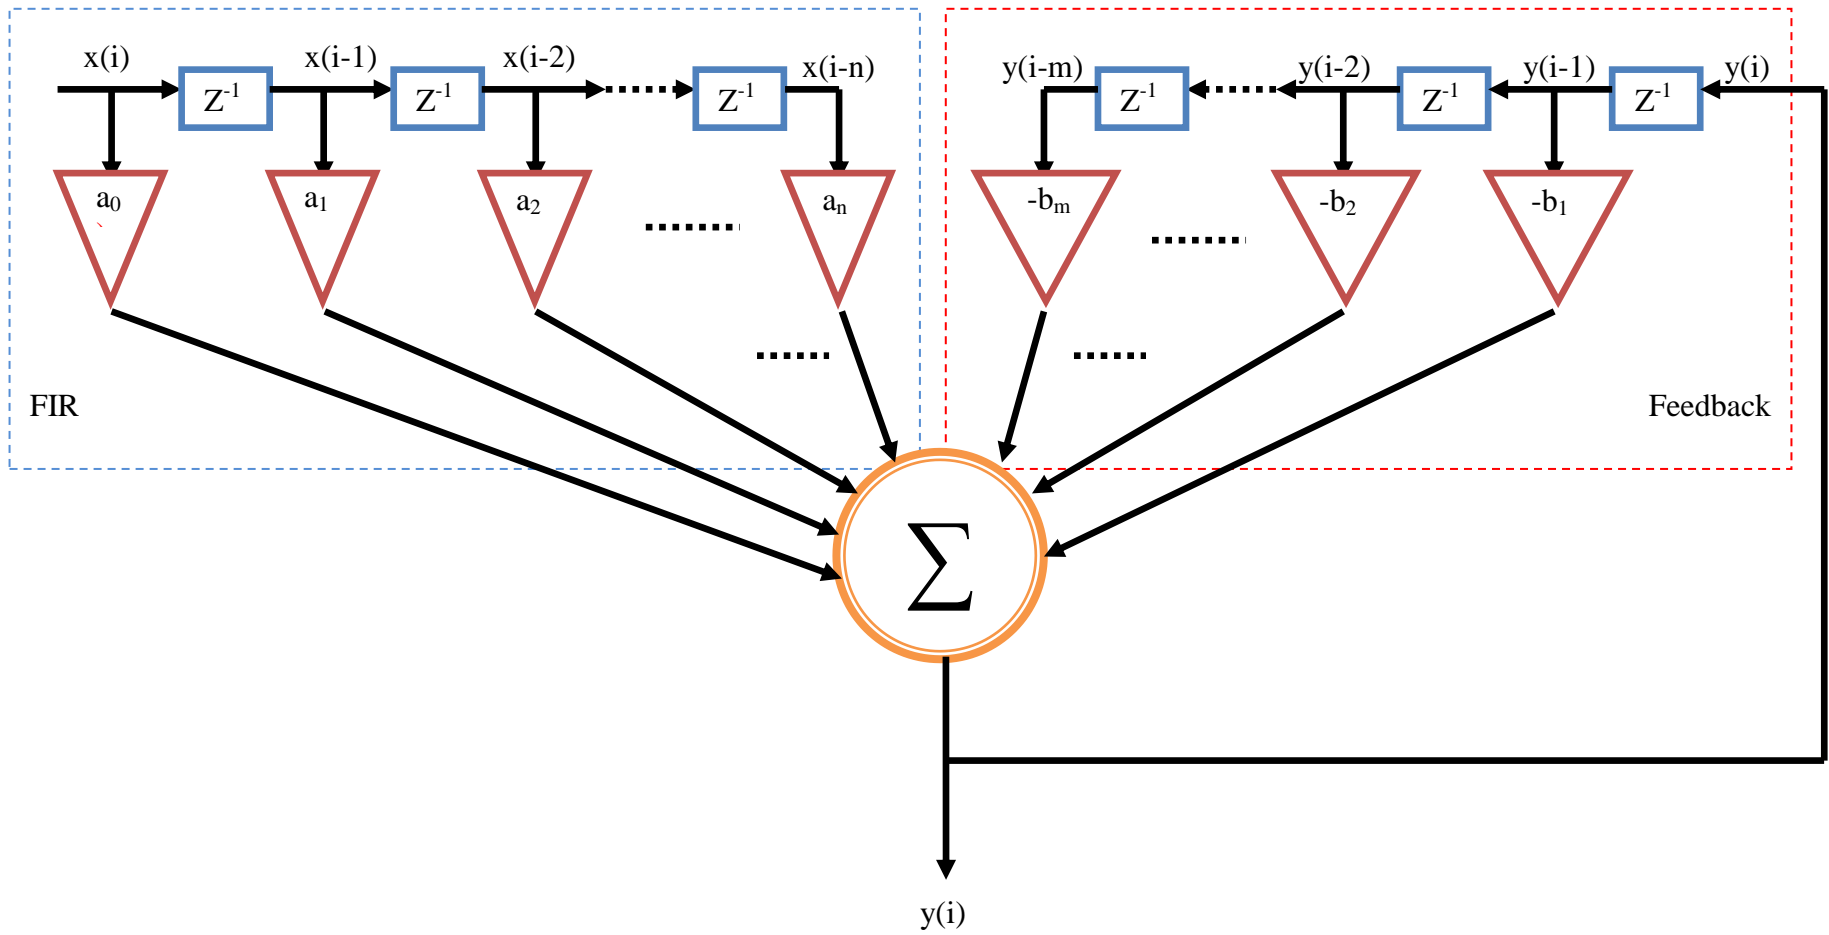 x(i) x(i-1) x(i-2) x(i-n) y(i-m) y(i-2) y(i-1) y(i)
Z⁻¹ Z⁻¹ Z⁻¹ Z⁻¹ Z⁻¹ Z⁻¹
a₀ a₁ a₂ aₙ -bₘ -b₂ -b₁
FIR Feedback
∑
y(i)